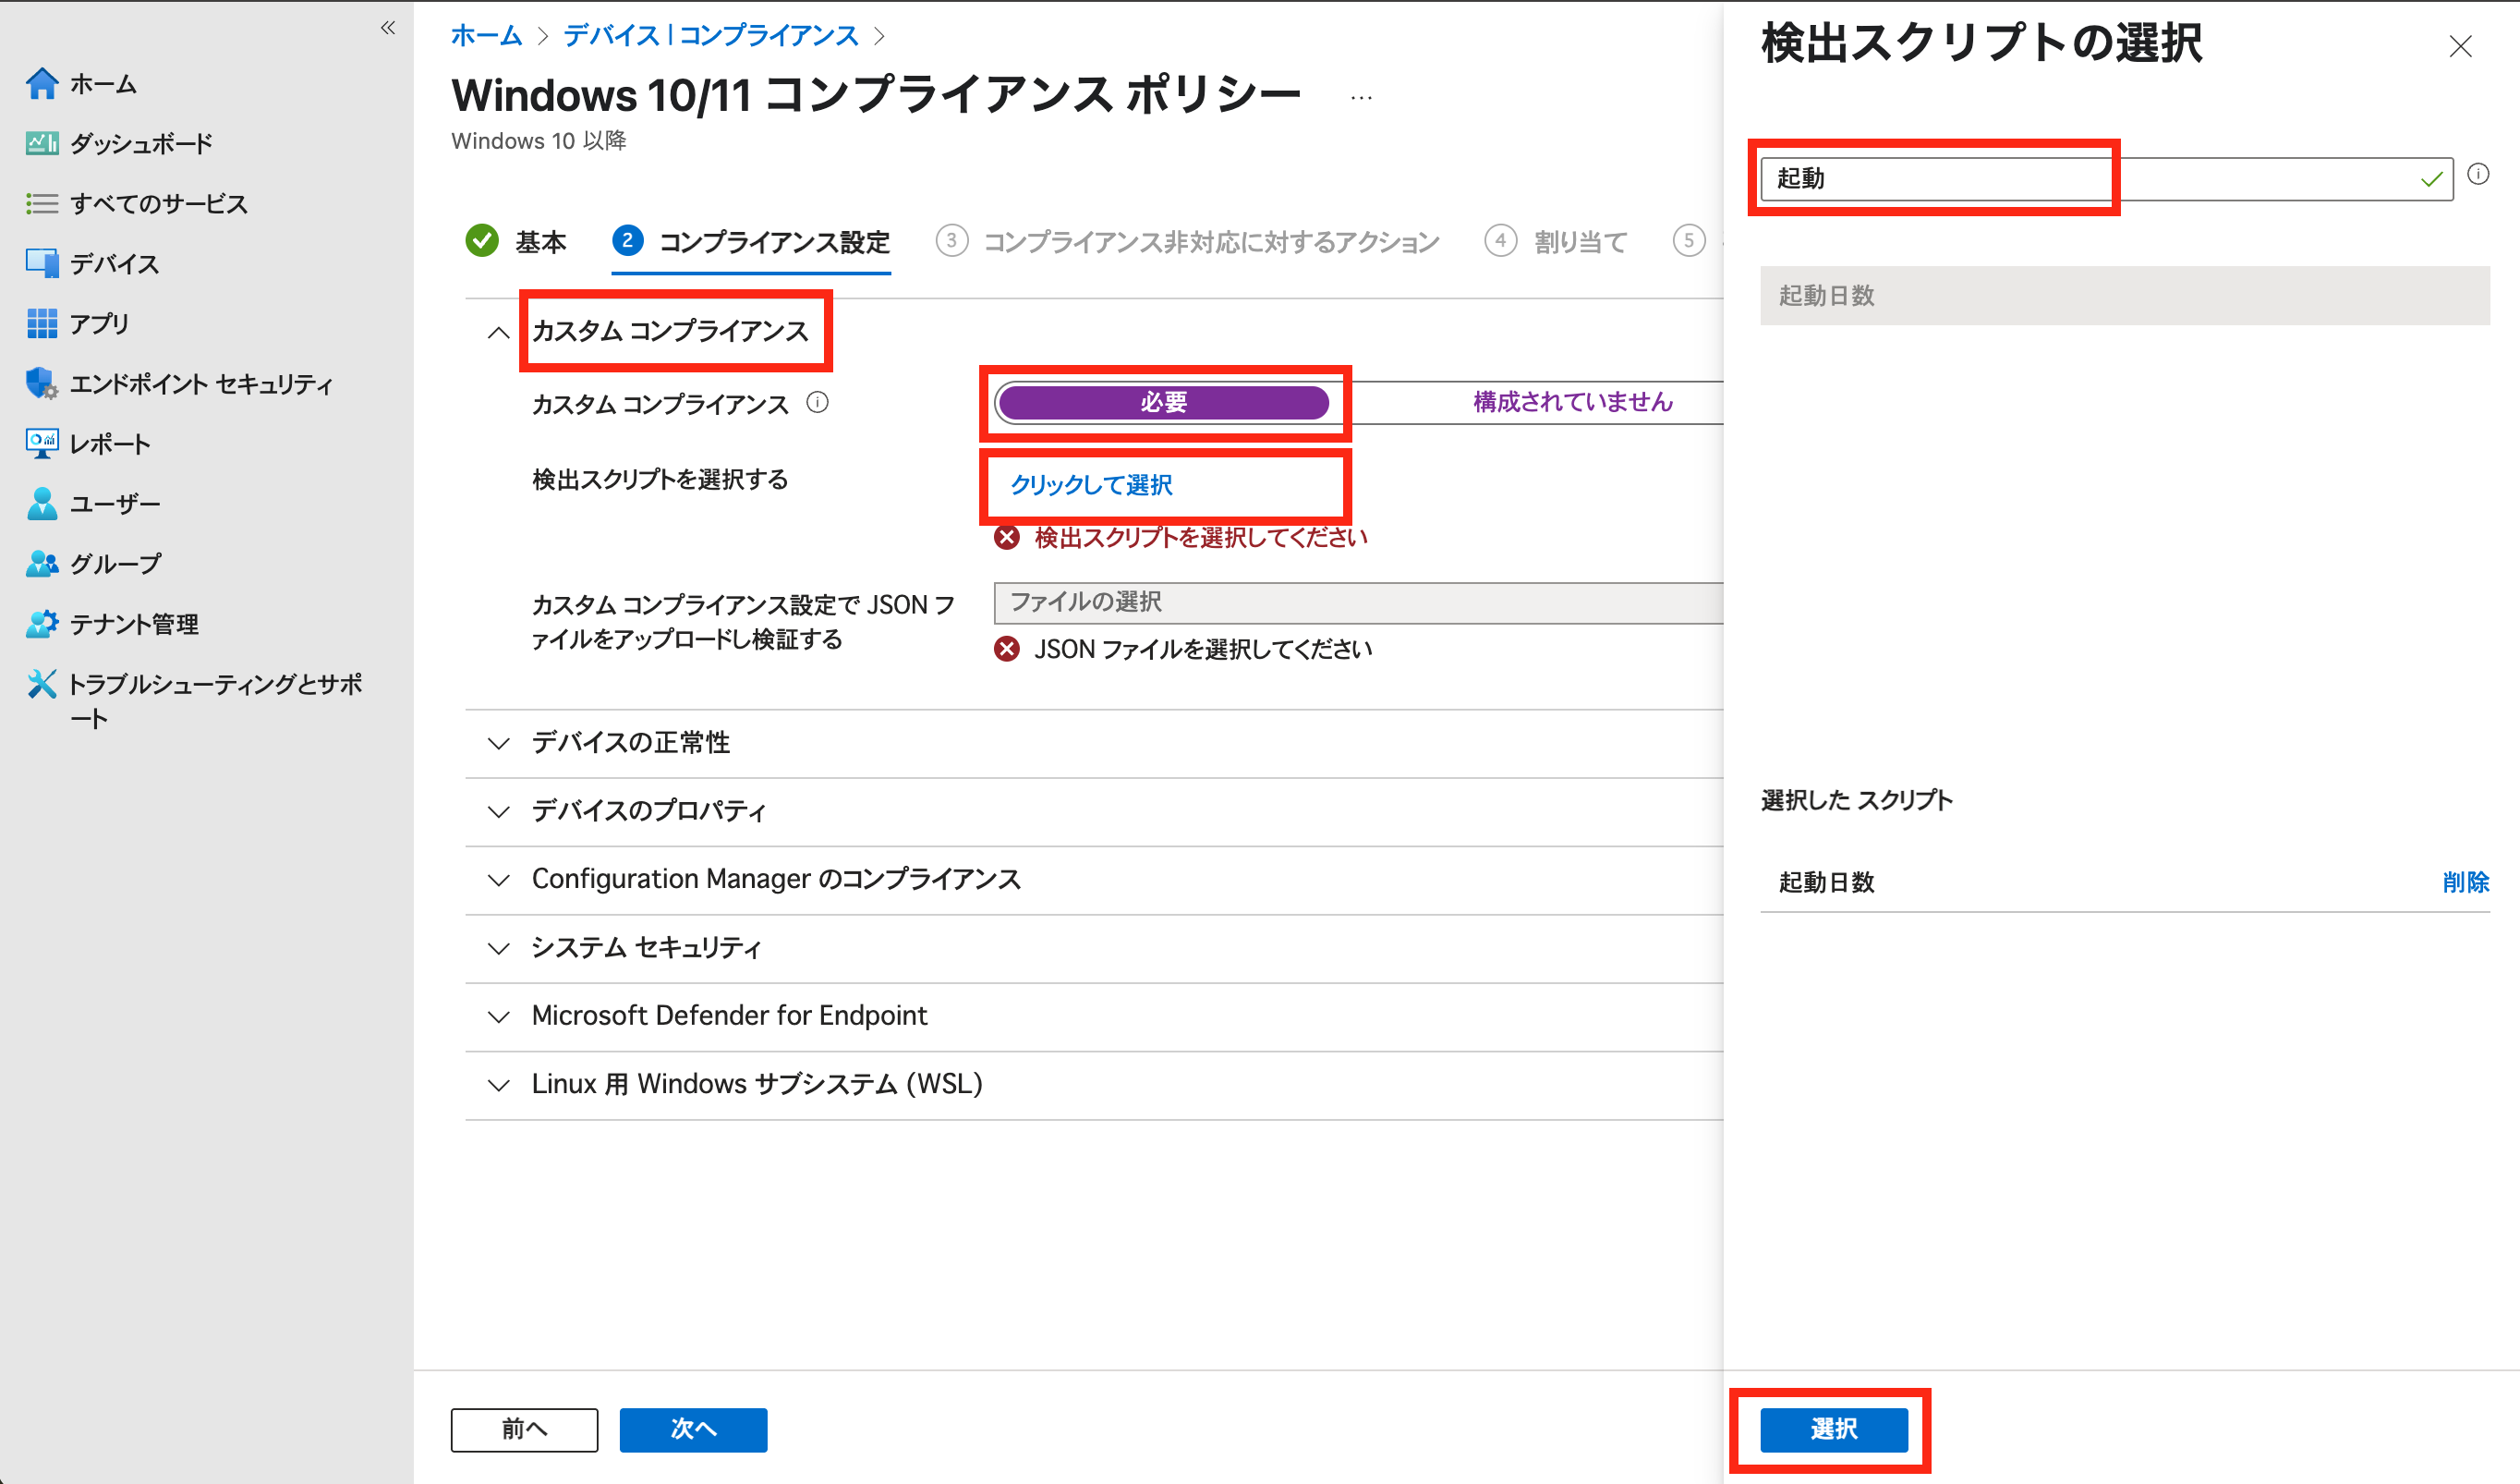 ホーム
ダッシュボード
すべてのサービス
デバイス
アプリ
エンドポイント セキュリティ
レポート
ユーザー
グループ
テナント管理
トラブルシューティングとサポ
ート
ホーム > デバイス | コンプライアンス >
Windows 10/11 コンプライアンス ポリシー ...
Windows 10 以降
基本 2 コンプライアンス設定 3 コンプライアンス非対応に対するアクション 4 割り当て 5
カスタム コンプライアンス
カスタム コンプライアンス 必要 構成されていません
検出スクリプトを選択する クリックして選択
検出スクリプトを選択してください
カスタム コンプライアンス設定で JSON フ
ァイルをアップロードし検証する
ファイルの選択
JSON ファイルを選択してください
デバイスの正常性
デバイスのプロパティ
Configuration Manager のコンプライアンス
システム セキュリティ
Microsoft Defender for Endpoint
Linux 用 Windows サブシステム (WSL)
前へ 次へ
検出スクリプトの選択
起動
起動日数
選択した スクリプト
起動日数 削除
選択